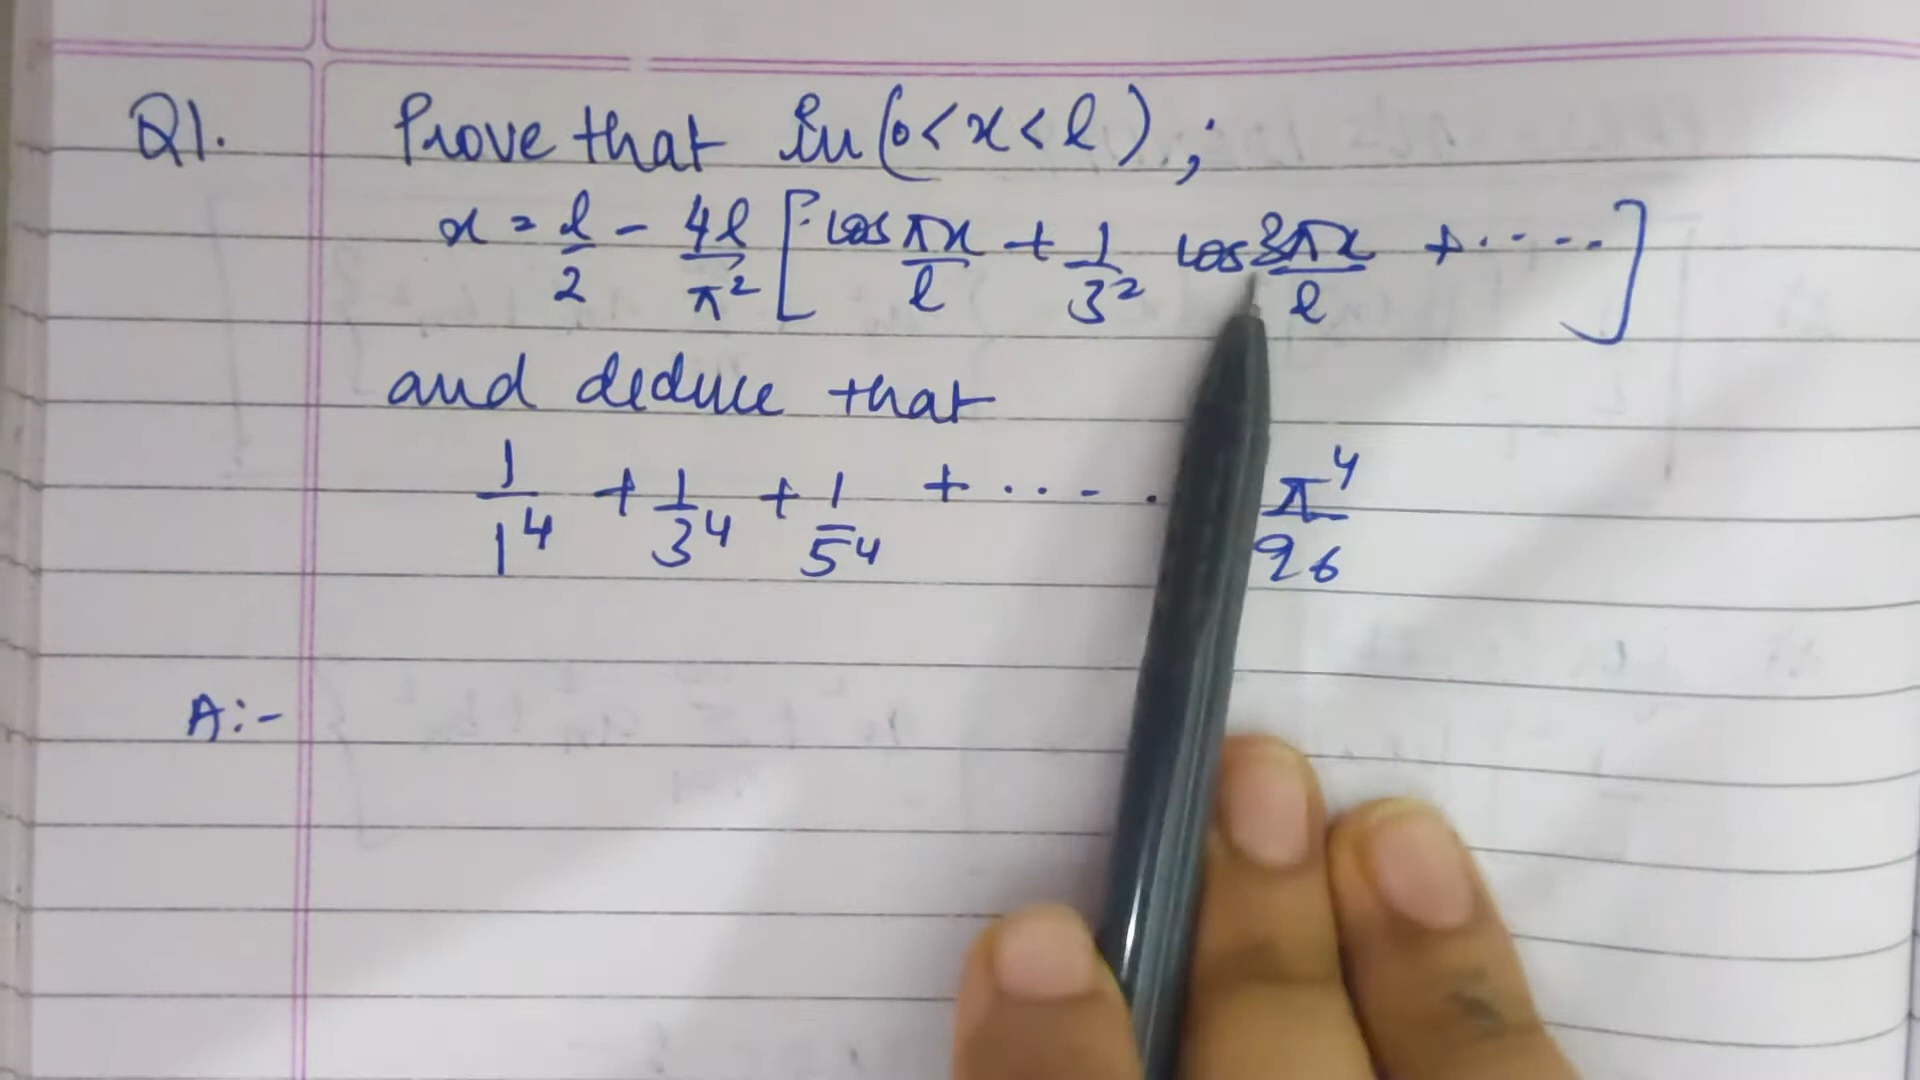 Q1. Prove that in (0 < x < l) ;
x = l/2 - 4l/π² [ cos πx/l + 1/3² cos 3πx/l + ..... ]
and deduce that
1/1⁴ + 1/3⁴ + 1/5⁴ + ..... π⁴/96
A:-